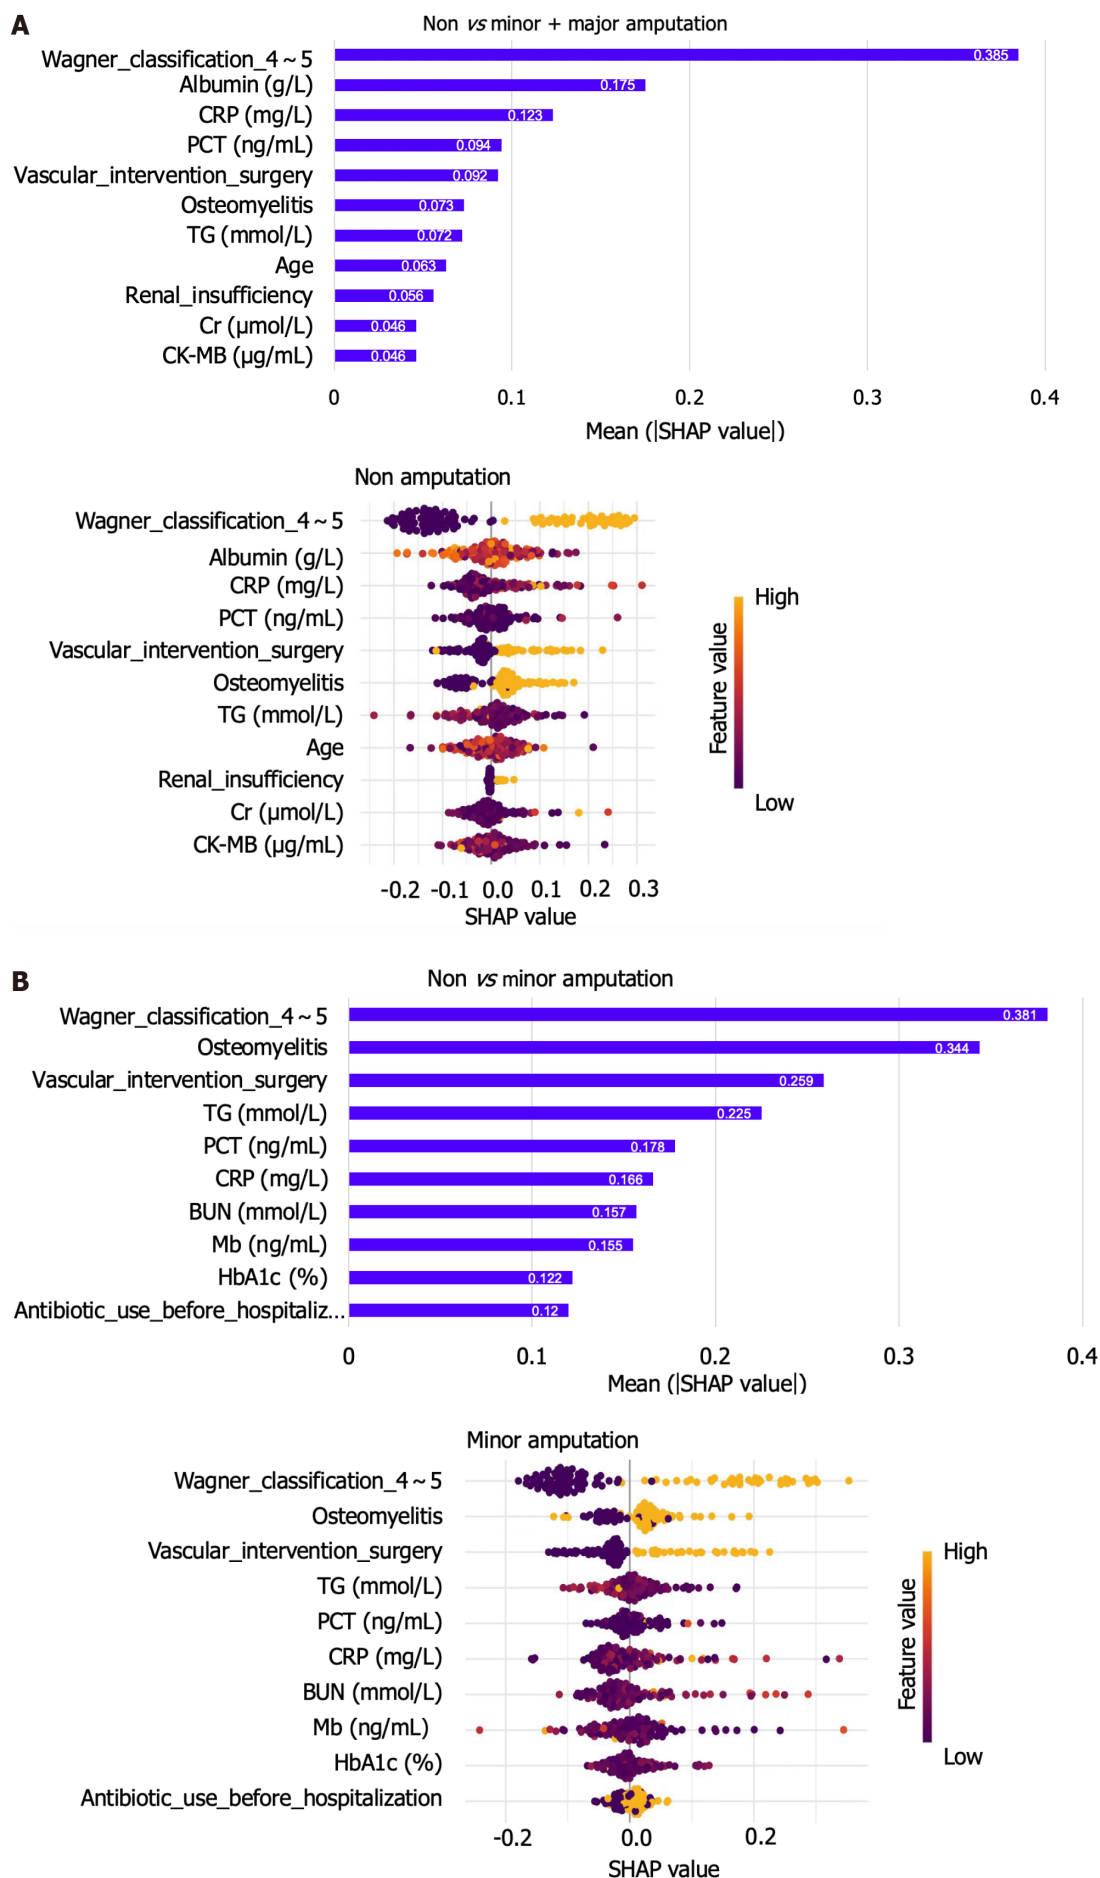 A
Non vs minor + major amputation
Wagner_classification_4 ~ 5
0.385
Albumin (g/L)
0.175
CRP (mg/L)
0.123
PCT (ng/mL)
0.094
Vascular_intervention_surgery
0.092
Osteomyelitis
0.073
TG (mmol/L)
0.072
Age
0.063
Renal_insufficiency
0.056
Cr (μmol/L)
0.046
CK-MB (μg/mL)
0.046
0 0.1 0.2 0.3 0.4
Mean (|SHAP value|)
Non amputation
Wagner_classification_4 ~ 5
Albumin (g/L)
CRP (mg/L)
PCT (ng/mL)
Vascular_intervention_surgery
Osteomyelitis
TG (mmol/L)
Age
Renal_insufficiency
Cr (μmol/L)
CK-MB (μg/mL)
-0.2 -0.1 0.0 0.1 0.2 0.3
SHAP value
High
Feature value
Low
B
Non vs minor amputation
Wagner_classification_4 ~ 5
0.381
Osteomyelitis
0.344
Vascular_intervention_surgery
0.259
TG (mmol/L)
0.225
PCT (ng/mL)
0.178
CRP (mg/L)
0.166
BUN (mmol/L)
0.157
Mb (ng/mL)
0.155
HbA1c (%)
0.122
Antibiotic_use_before_hospitaliz...
0.12
0 0.1 0.2 0.3 0.4
Mean (|SHAP value|)
Minor amputation
Wagner_classification_4 ~ 5
Osteomyelitis
Vascular_intervention_surgery
TG (mmol/L)
PCT (ng/mL)
CRP (mg/L)
BUN (mmol/L)
Mb (ng/mL)
HbA1c (%)
Antibiotic_use_before_hospitalization
-0.2 0.0 0.2
SHAP value
High
Feature value
Low